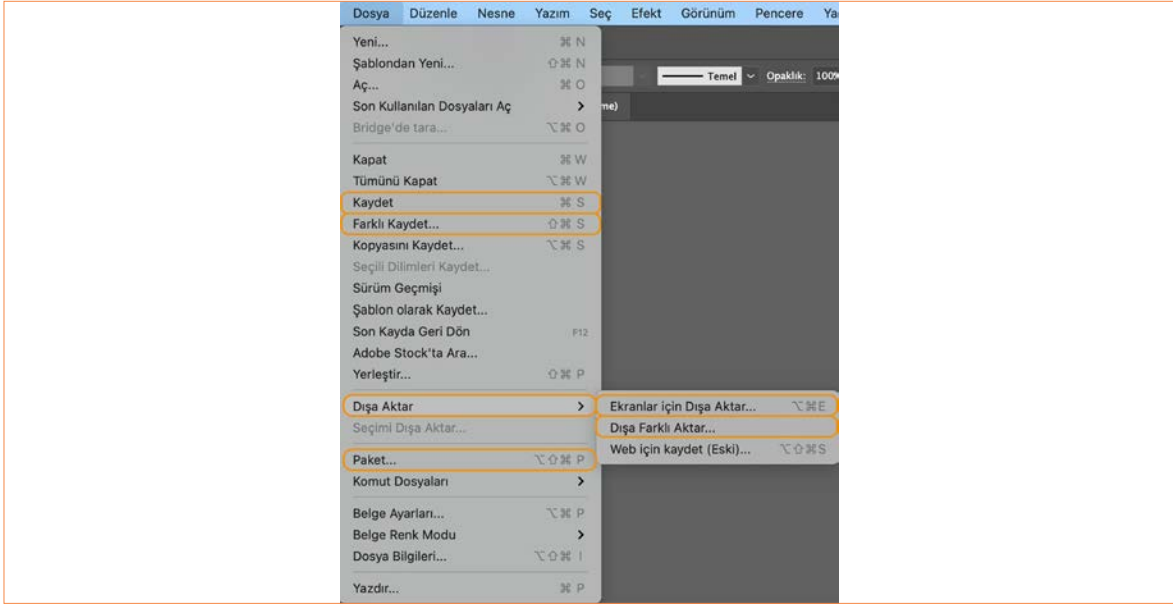 Dosya Düzenle Nesne Yazım Seç Efekt Görünüm Pencere Ya
Yeni... ⌘ N
Şablondan Yeni... ⇧⌘ N
Temel Opaklık: 100%
Aç... ⌘ O
Son Kullanılan Dosyaları Aç
me)
Bridge'de tara... ⌥⌘ O
Kapat ⌘ W
Tümünü Kapat ⌥⌘ W
Kaydet ⌘ S
Farklı Kaydet... ⇧⌘ S
Kopyasını Kaydet... ⌥⌘ S
Seçili Dilimleri Kaydet...
Sürüm Geçmişi
Şablon olarak Kaydet...
Son Kayda Geri Dön F12
Adobe Stock'ta Ara...
Yerleştir... ⇧⌘ P
Dışa Aktar
Seçimi Dışa Aktar...
Ekranlar için Dışa Aktar... ⌥⌘E
Dışa Farklı Aktar...
Web için kaydet (Eski)... ⌥⇧⌘S
Paket... ⌥⇧⌘ P
Komut Dosyaları
Belge Ayarları... ⌥⌘ P
Belge Renk Modu
Dosya Bilgileri... ⌥⇧⌘ I
Yazdır... ⌘ P